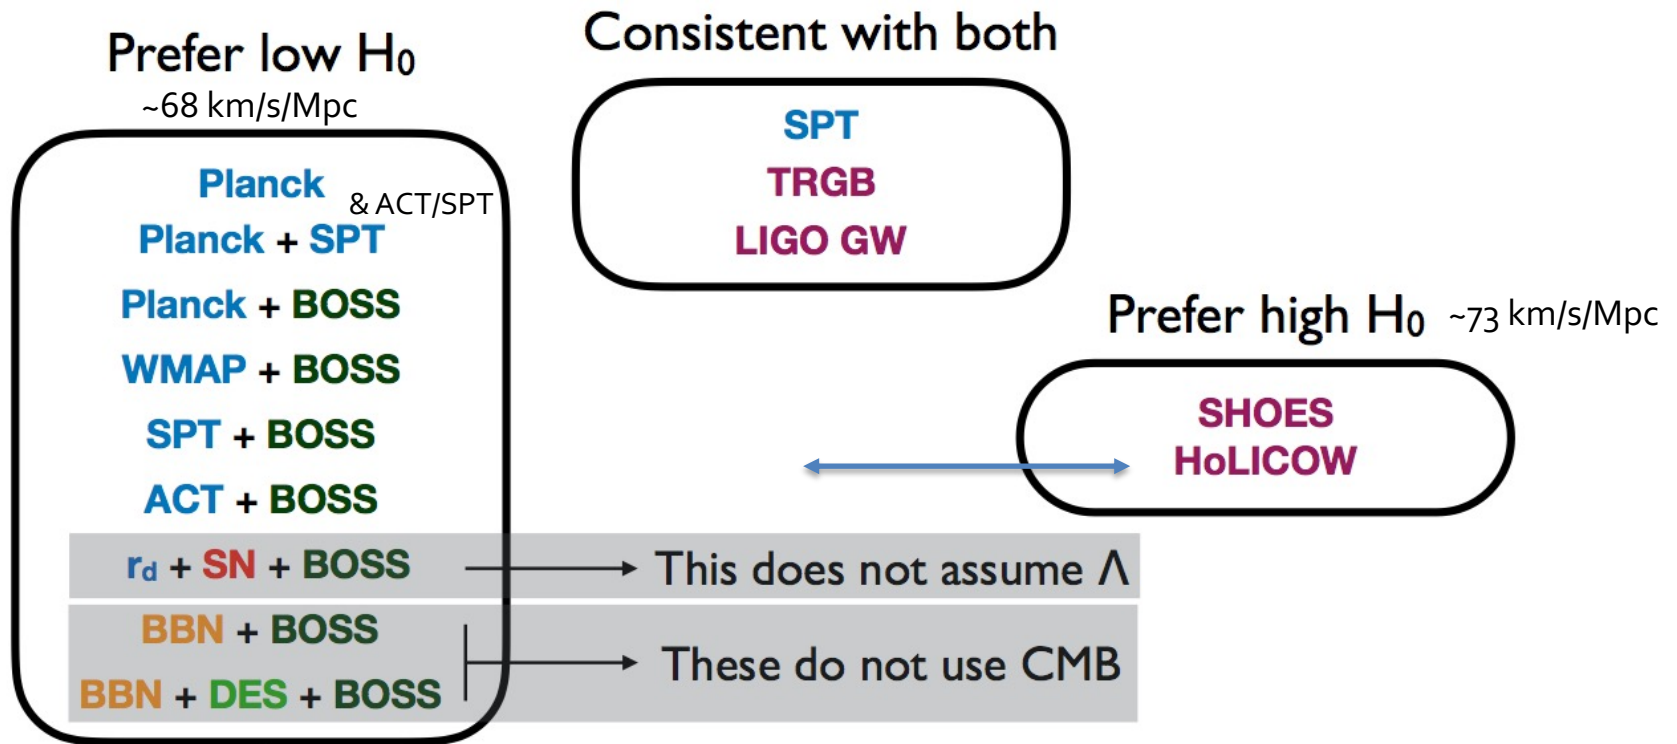 Prefer low H₀
~68 km/s/Mpc
Planck
& ACT/SPT
Planck + SPT
Planck + BOSS
WMAP + BOSS
SPT + BOSS
ACT + BOSS
r_d + SN + BOSS
This does not assume Λ
BBN + BOSS
BBN + DES + BOSS
These do not use CMB
Consistent with both
SPT
TRGB
LIGO GW
Prefer high H₀ ~73 km/s/Mpc
SHOES
HoLICOW